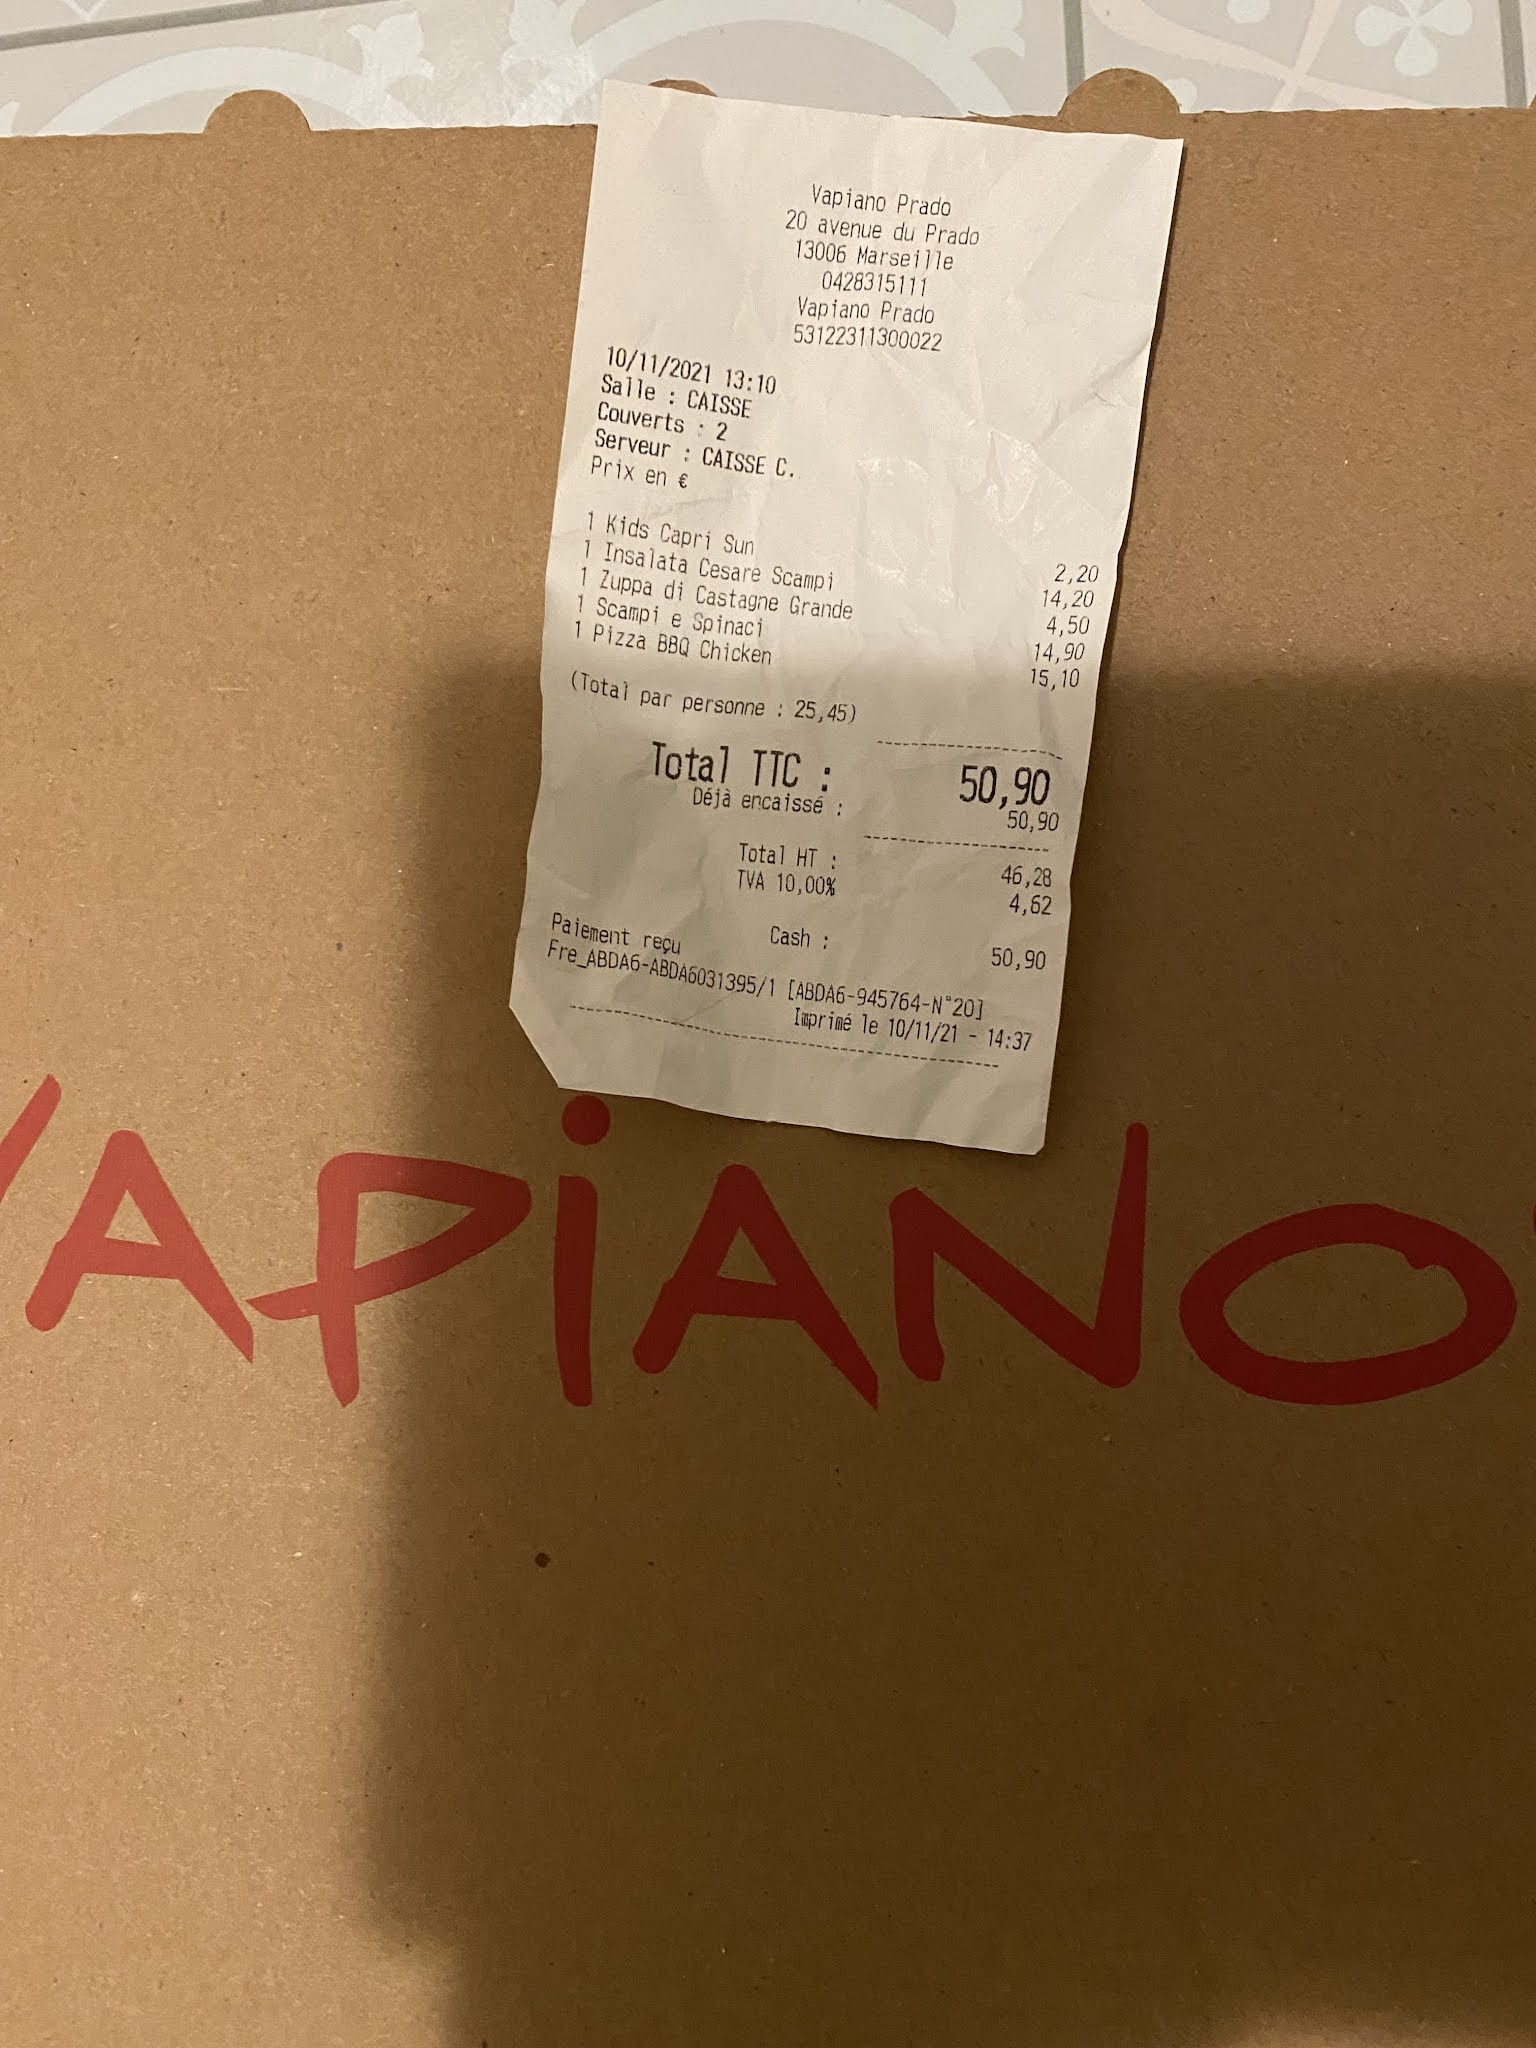 Vapiano Prado
20 avenue du Prado
13006 Marseille
0428315111
Vapiano Prado
53122311300022
10/11/2021 13:10
Salle : CAISSE
Couverts : 2
Serveur : CAISSE C.
Prix en €
1 Kids Capri Sun 2,20
1 Insalata Cesare Scampi 14,20
1 Zuppa di Castagne Grande 4,50
1 Scampi e Spinaci 14,90
1 Pizza BBQ Chicken 15,10
(Total par personne : 25,45)
Total TTC : 50,90
Déjà encaissé : 50,90
Total HT : 46,28
TVA 10,00% 4,62
Cash : 50,90
Paiement reçu
Fre_ABDA6-ABDA6031395/1 [ABDA6-945764-N°20]
Imprimé le 10/11/21 - 14:37
VAPIANO